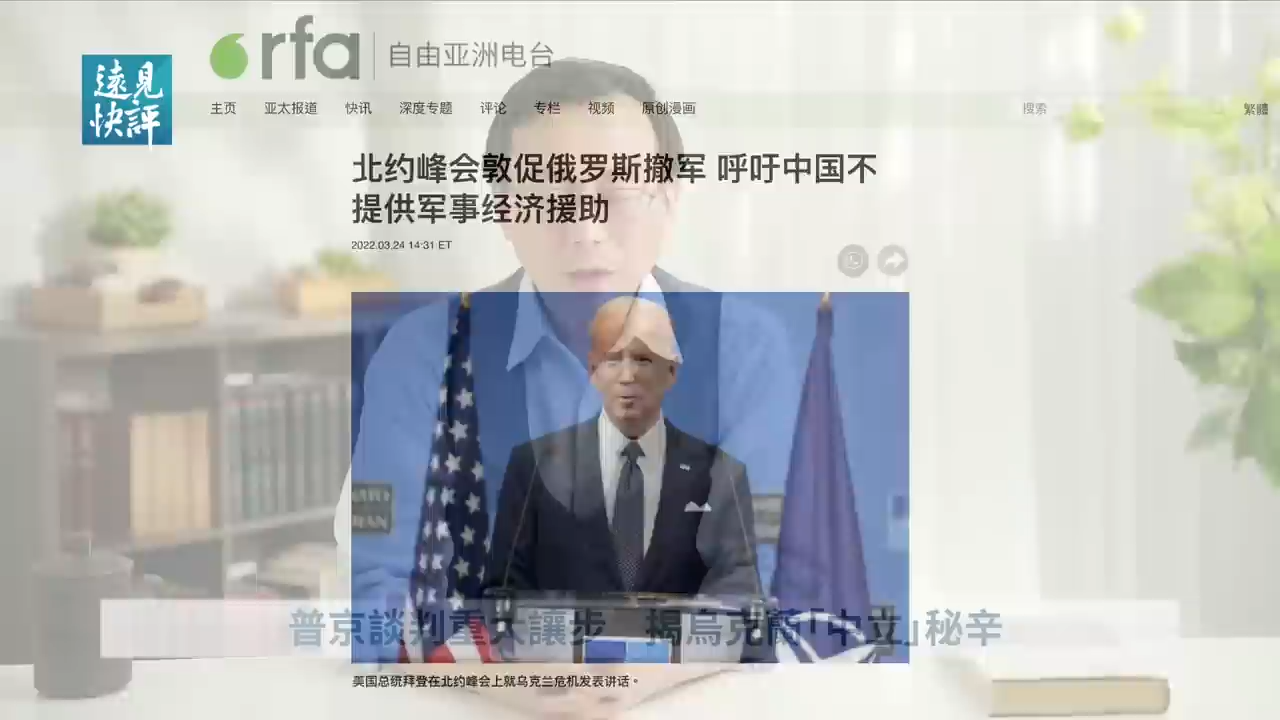 rfa 自由亚洲电台
遠見
快評
主页 亚太报道 快讯 深度专题 评论 专栏 视频 原创漫画 搜索 繁體
北约峰会敦促俄罗斯撤军 呼吁中国不
提供军事经济援助
2022.03.24 14:31 ET
普京談判重大讓步 揭烏克蘭「中立」秘辛
美国总统拜登在北约峰会上就乌克兰危机发表讲话。